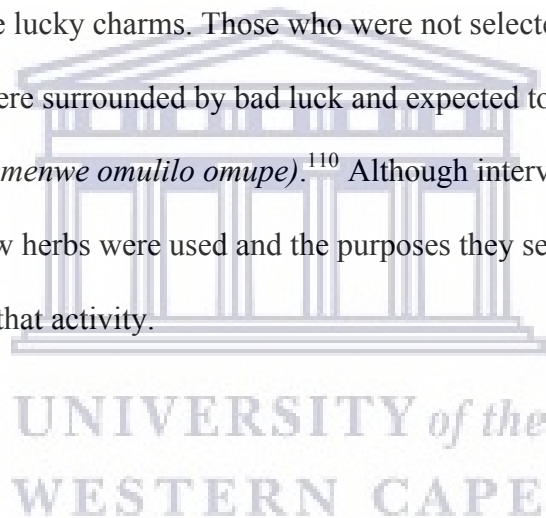 e lucky charms. Those who were not selecte
ere surrounded by bad luck and expected to
menwe omulilo omupe).110 Although interv
w herbs were used and the purposes they se
that activity.
UNIVERSITY of the
WESTERN CAPE